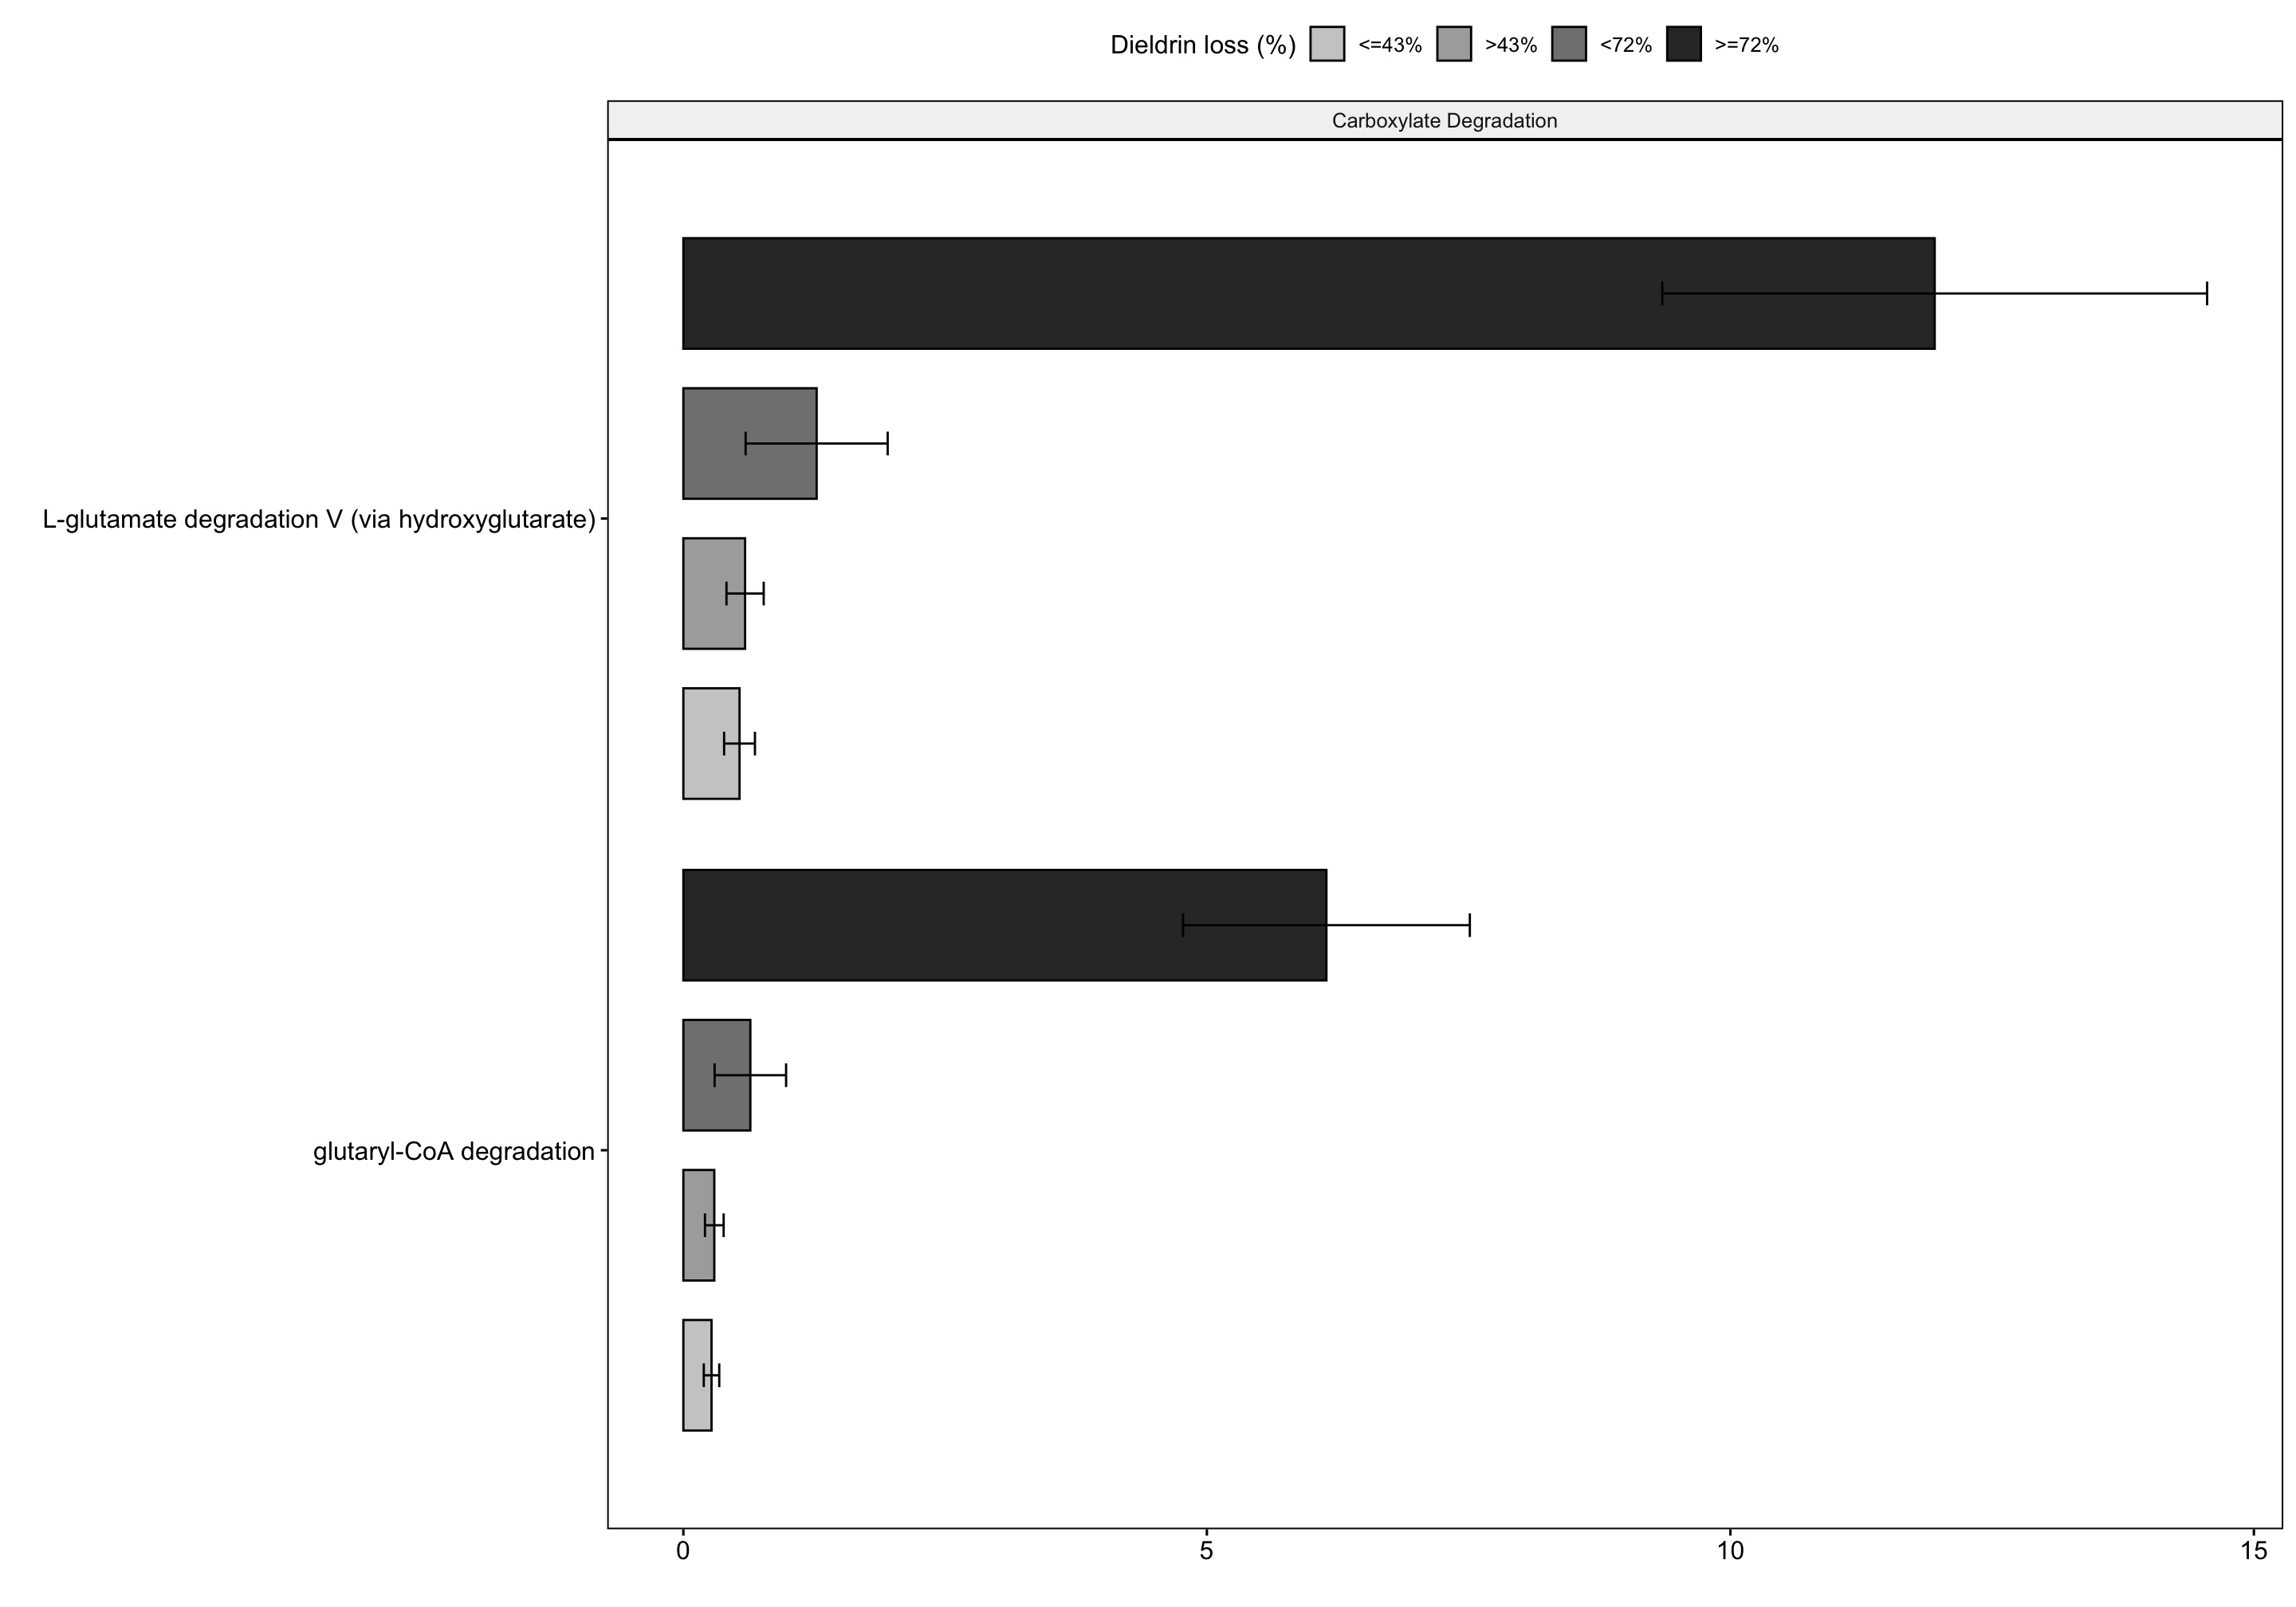 Dieldrin loss (%) <=43% >43% <72% >=72%
Carboxylate Degradation
L-glutamate degradation V (via hydroxyglutarate)
glutaryl-CoA degradation
0 5 10 15